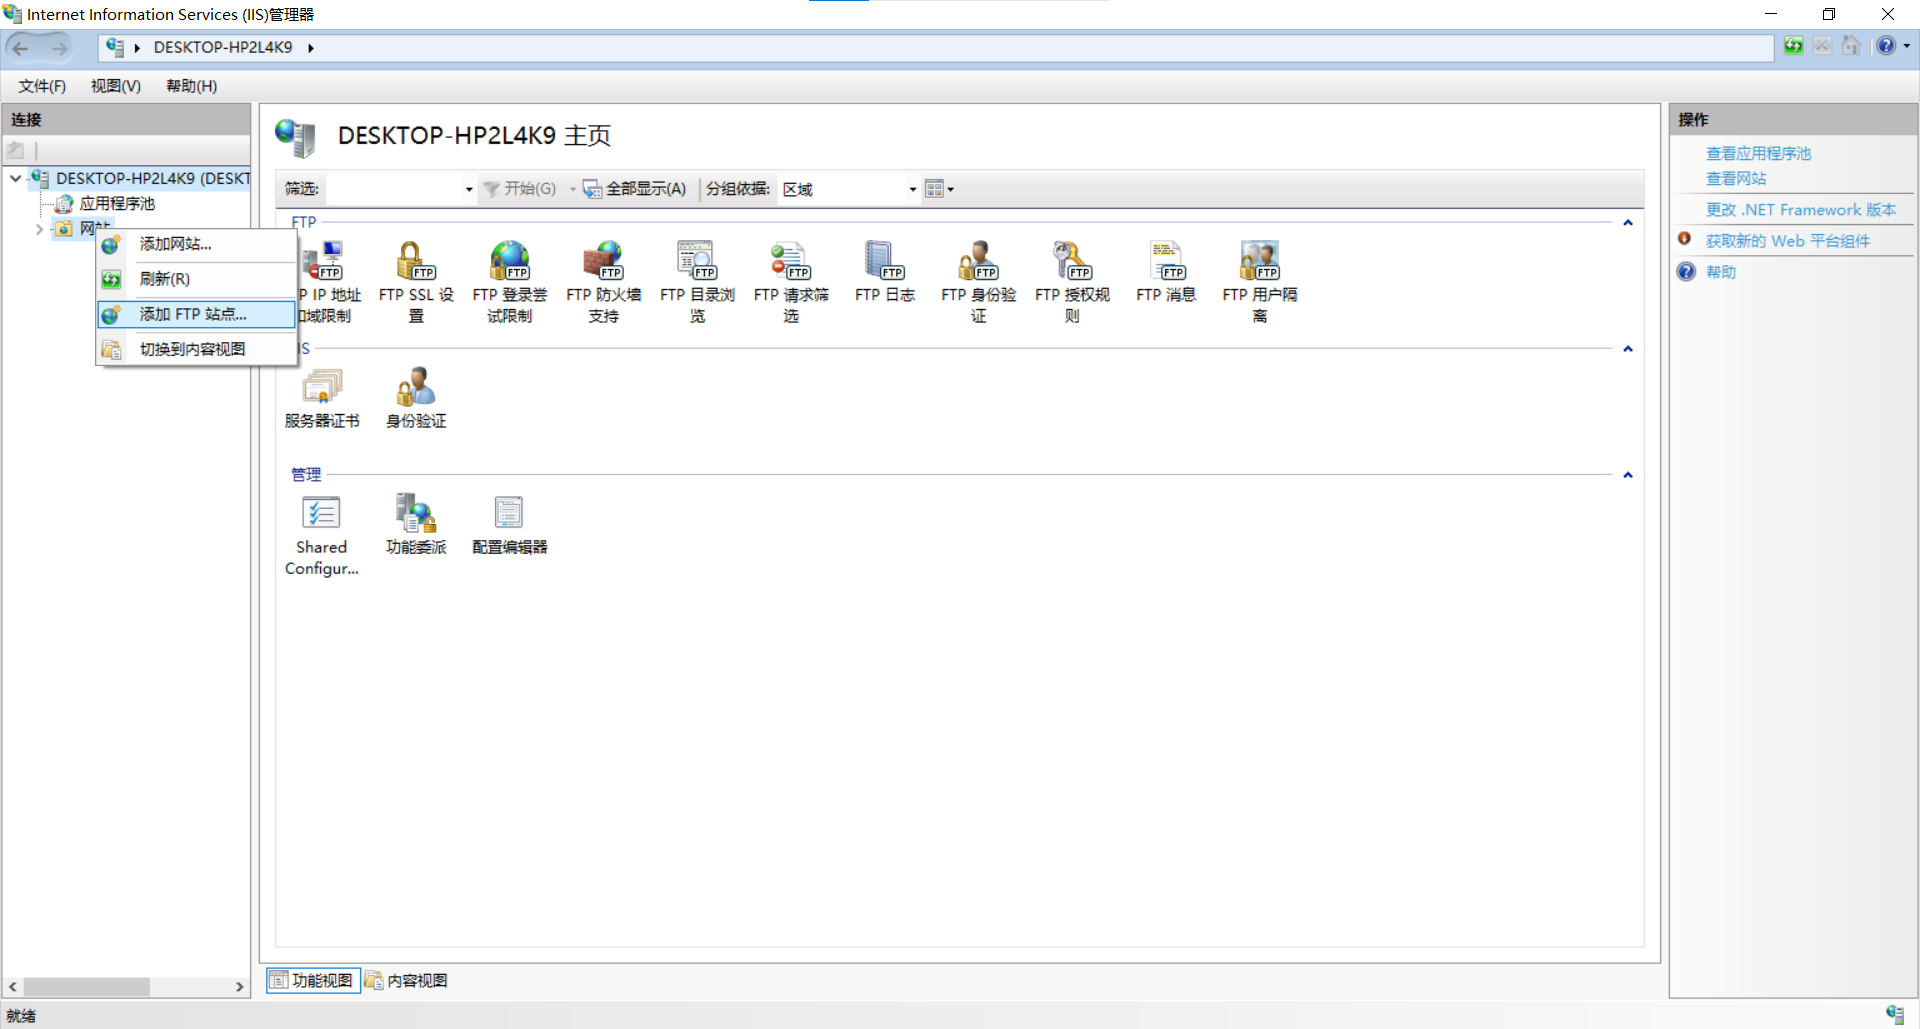 Internet Information Services (IIS)管理器
DESKTOP-HP2L4K9
文件(F) 视图(V) 帮助(H)
连接
DESKTOP-HP2L4K9 (DESKT
应用程序池
网站
添加网站...
刷新(R)
添加 FTP 站点...
切换到内容视图
DESKTOP-HP2L4K9 主页
筛选: 开始(G) 全部显示(A) 分组依据: 区域
FTP
P IP 地址
和域限制
FTP SSL 设
置
FTP 登录尝
试限制
FTP 防火墙
支持
FTP 目录浏
览
FTP 请求筛
选
FTP 日志
FTP 身份验
证
FTP 授权规
则
FTP 消息
FTP 用户隔
离
IS
服务器证书
身份验证
管理
Shared
Configur...
功能委派
配置编辑器
功能视图 内容视图
操作
查看应用程序池
查看网站
更改 .NET Framework 版本
获取新的 Web 平台组件
帮助
就绪